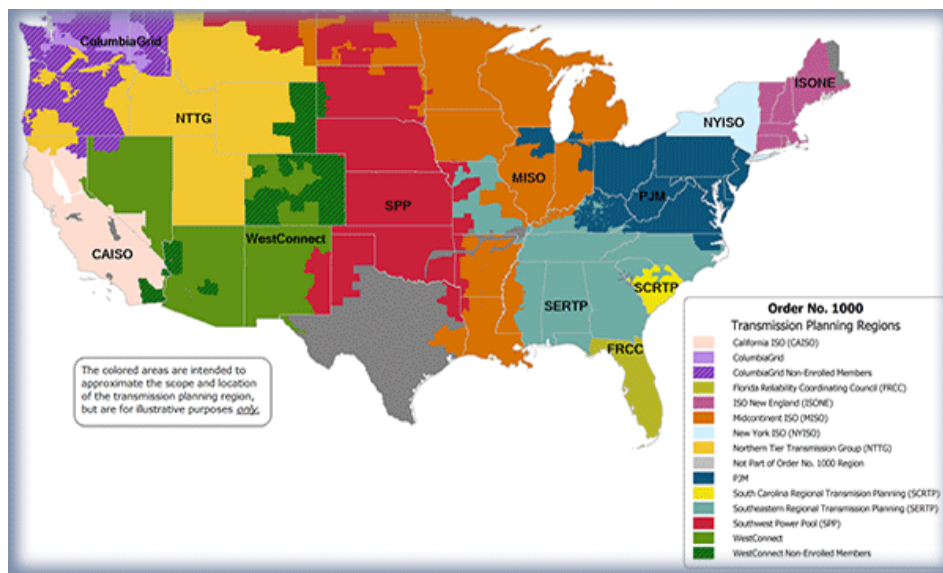 ColumbiaGrid
ISONE
NTTG
NYISO
MISO
PJM
SPP
WestConnect
CAISO
SCRTP
SERTP
FRCC
The colored areas are intended to
approximate the scope and location
of the transmission planning region,
but are for illustrative purposes only.
Order No. 1000
Transmission Planning Regions
California ISO (CAISO)
ColumbiaGrid
ColumbiaGrid Non-Enrolled Members
Florida Reliability Coordinating Council (FRCC)
ISO New England (ISONE)
Midcontinent ISO (MISO)
New York ISO (NYISO)
Northern Tier Transmission Group (NTTG)
Not Part of Order No. 1000 Region
PJM
South Carolina Regional Transmision Planning (SCRTP)
Southeastern Regional Transmission Planning (SERTP)
Southwest Power Pool (SPP)
WestConnect
WestConnect Non-Enrolled Members